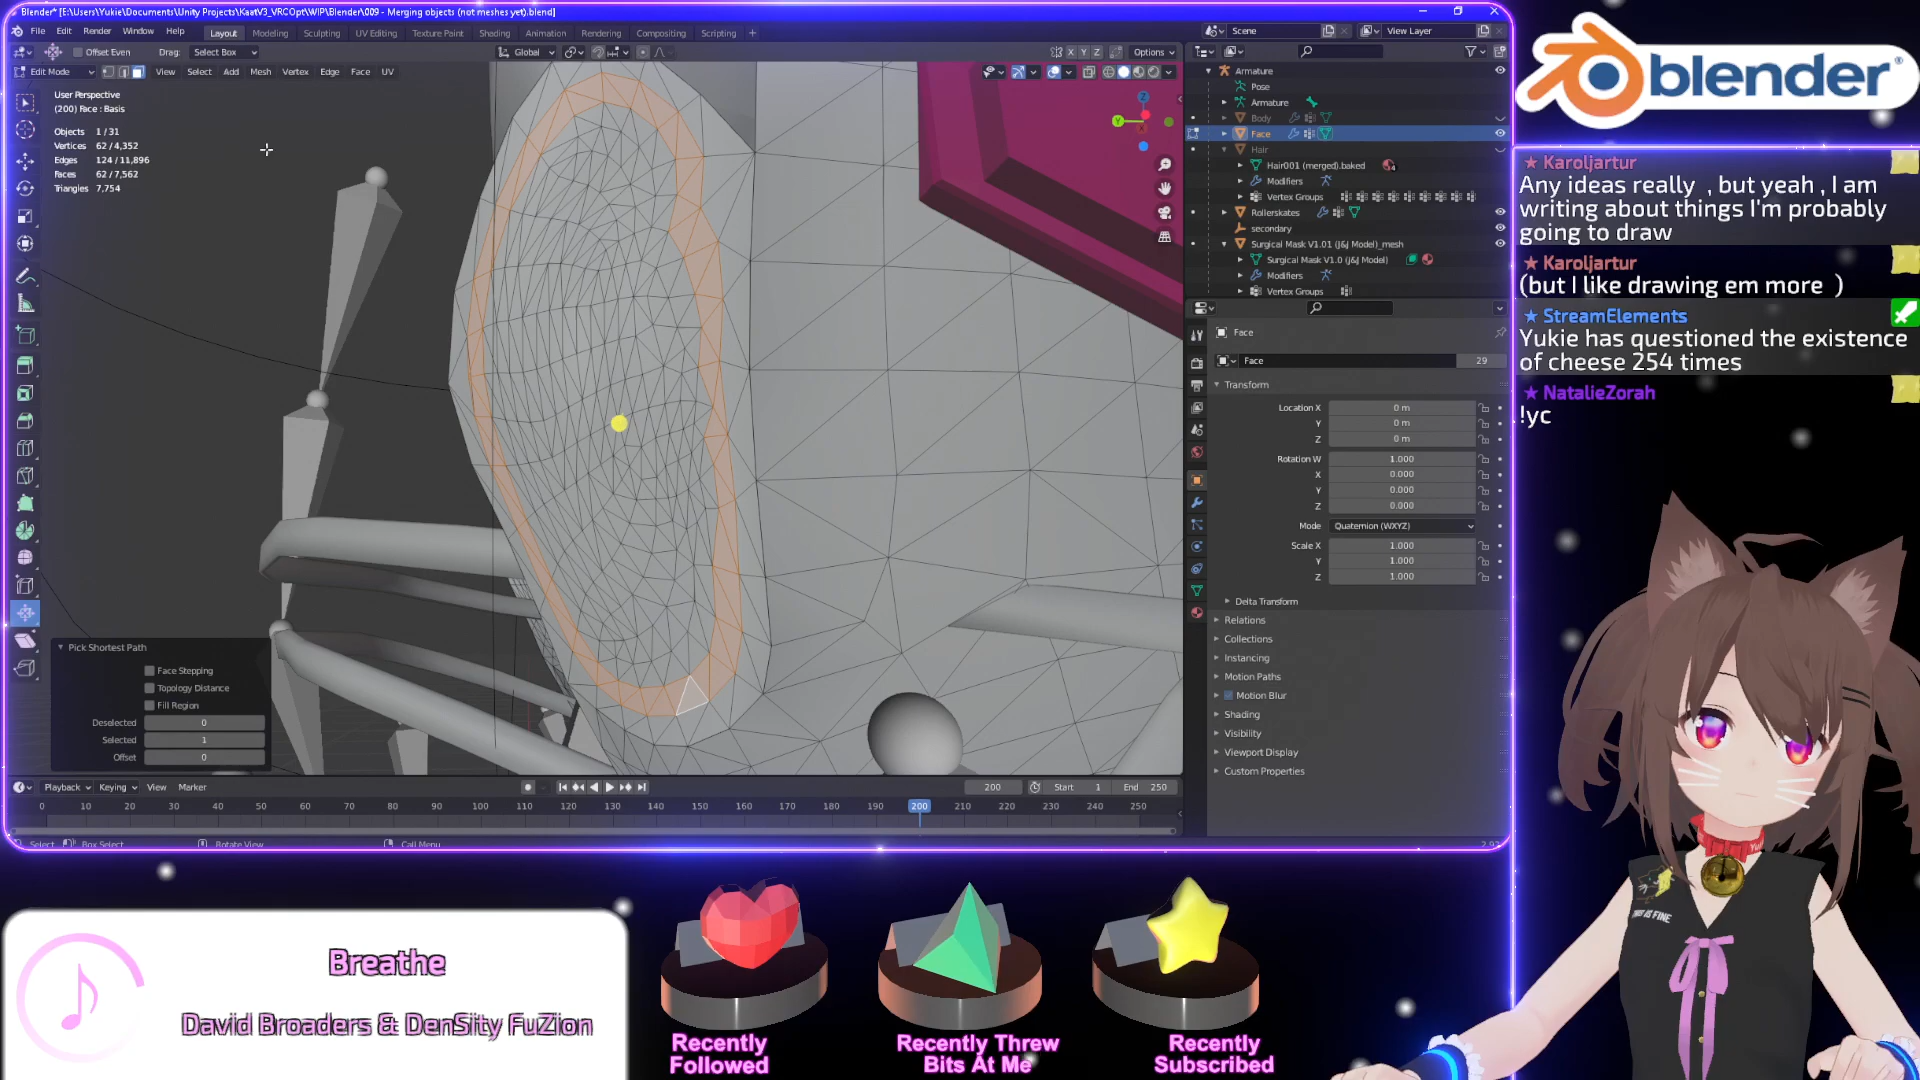 Blender* [E:\Users\Yukie\Documents\Unity Projects\KaatV3_VRCOpt\WIP\Blender\009 - Merging objects (not meshes yet).blend]
File Edit Render Window Help
Layout Modeling Sculpting UV Editing Texture Paint Shading Animation Rendering Compositing Scripting +
Scene
View Layer
Offset Even Drag: Select Box
Global
X Y Z
Options
Edit Mode View Select Add Mesh Vertex Edge Face UV
User Perspective
(200) Face : Basis
Objects 1 / 31
Vertices 62 / 4,352
Edges 124 / 11,896
Faces 62 / 7,562
Triangles 7,754
Z
Y
X
Pick Shortest Path
Face Stepping
Topology Distance
Fill Region
Deselected 0
Selected 1
Offset 0
Playback Keying View Marker
200 Start 1 End 250
0 10 20 30 40 50 60 70 80 90 100 110 120 130 140 150 160 170 180 190 200 210 220 230 240 250
Select Box Select Rotate View Call Menu
Armature
Pose
Armature
Body
Face
Hair
Hair001 (merged).baked 4
Modifiers
Vertex Groups
Rollerskates
secondary
Surgical Mask V1.01 (J&J Model)_mesh
Surgical Mask V1.0 (J&J Model)
Modifiers
Vertex Groups
Face
Face 29
Transform
Location X 0 m
Y 0 m
Z 0 m
Rotation W 1.000
X 0.000
Y 0.000
Z 0.000
Mode Quaternion (WXYZ)
Scale X 1.000
Y 1.000
Z 1.000
Delta Transform
Relations
Collections
Instancing
Motion Paths
Motion Blur
Shading
Visibility
Viewport Display
Custom Properties
blender®
Karoljartur
Any ideas really , but yeah , I am
writing about things I'm probably
going to draw
Karoljartur
(but I like drawing em more )
StreamElements
Yukie has questioned the existence
of cheese 254 times
NatalieZorah
!yc
THIS IS FINE
Breathe
David Broaders & DenSity FuZion
Recently
Followed
Recently Threw
Bits At Me
Recently
Subscribed